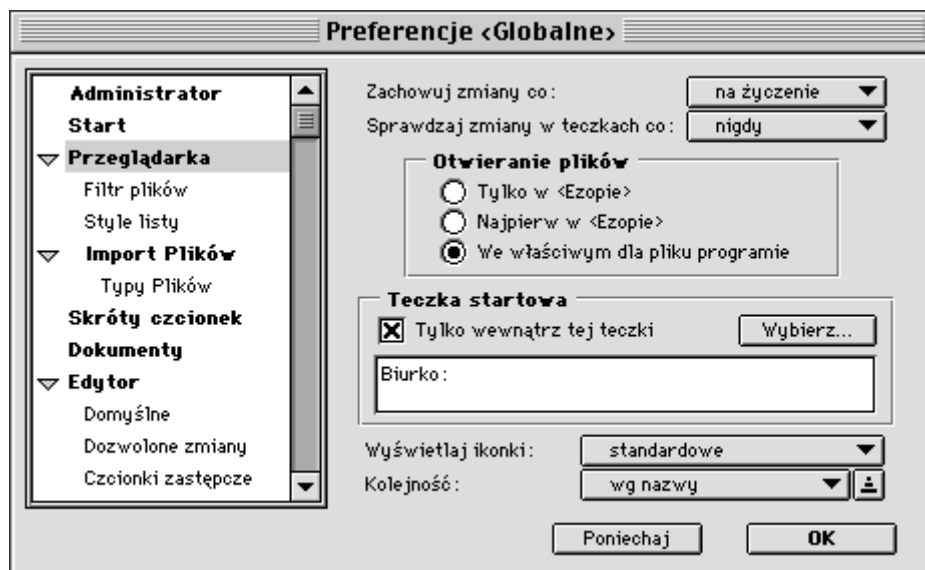 Preferencje <Globalne>
Administrator
Start
Przeglądarka
Filtr plików
Style listy
Import Plików
Typy Plików
Skróty czcionek
Dokumenty
Edytor
Domyślne
Dozwolone zmiany
Czcionki zastępcze
Zachowuj zmiany co: na życzenie
Sprawdzaj zmiany w teczkach co: nigdy
Otwieranie plików
Tylko w <Ezopie>
Najpierw w <Ezopie>
We właściwym dla pliku programie
Teczka startowa
Tylko wewnątrz tej teczki Wybierz...
Biurko:
Wyświetlaj ikonki: standardowe
Kolejność: wg nazwy
Poniechaj OK